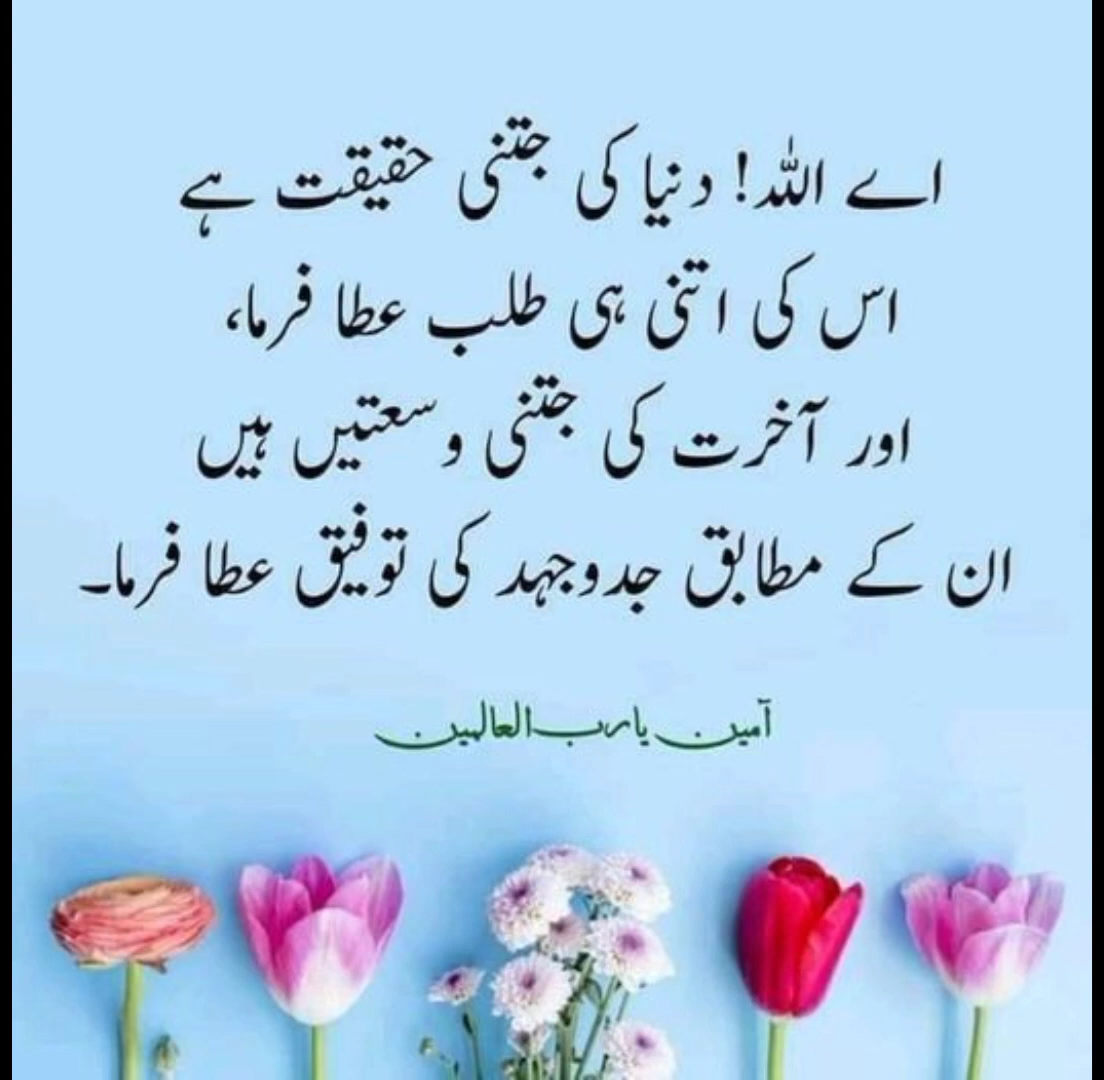 اے اللہ! دنیا کی جتنی حقیقت ہے
اس کی اتنی ہی طلب عطا فرما،
اور آخرت کی جتنی وسعتیں ہیں
ان کے مطابق جدوجہد کی توفیق عطا فرما۔
آمین یارب العالمین